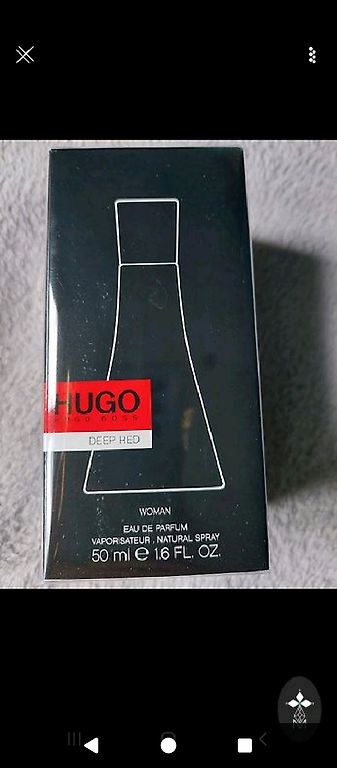 HUGO
HUGO BOSS
DEEP RED
WOMAN
EAU DE PARFUM
VAPORISATEUR . NATURAL SPRAY
50 ml e 1.6 FL. OZ.